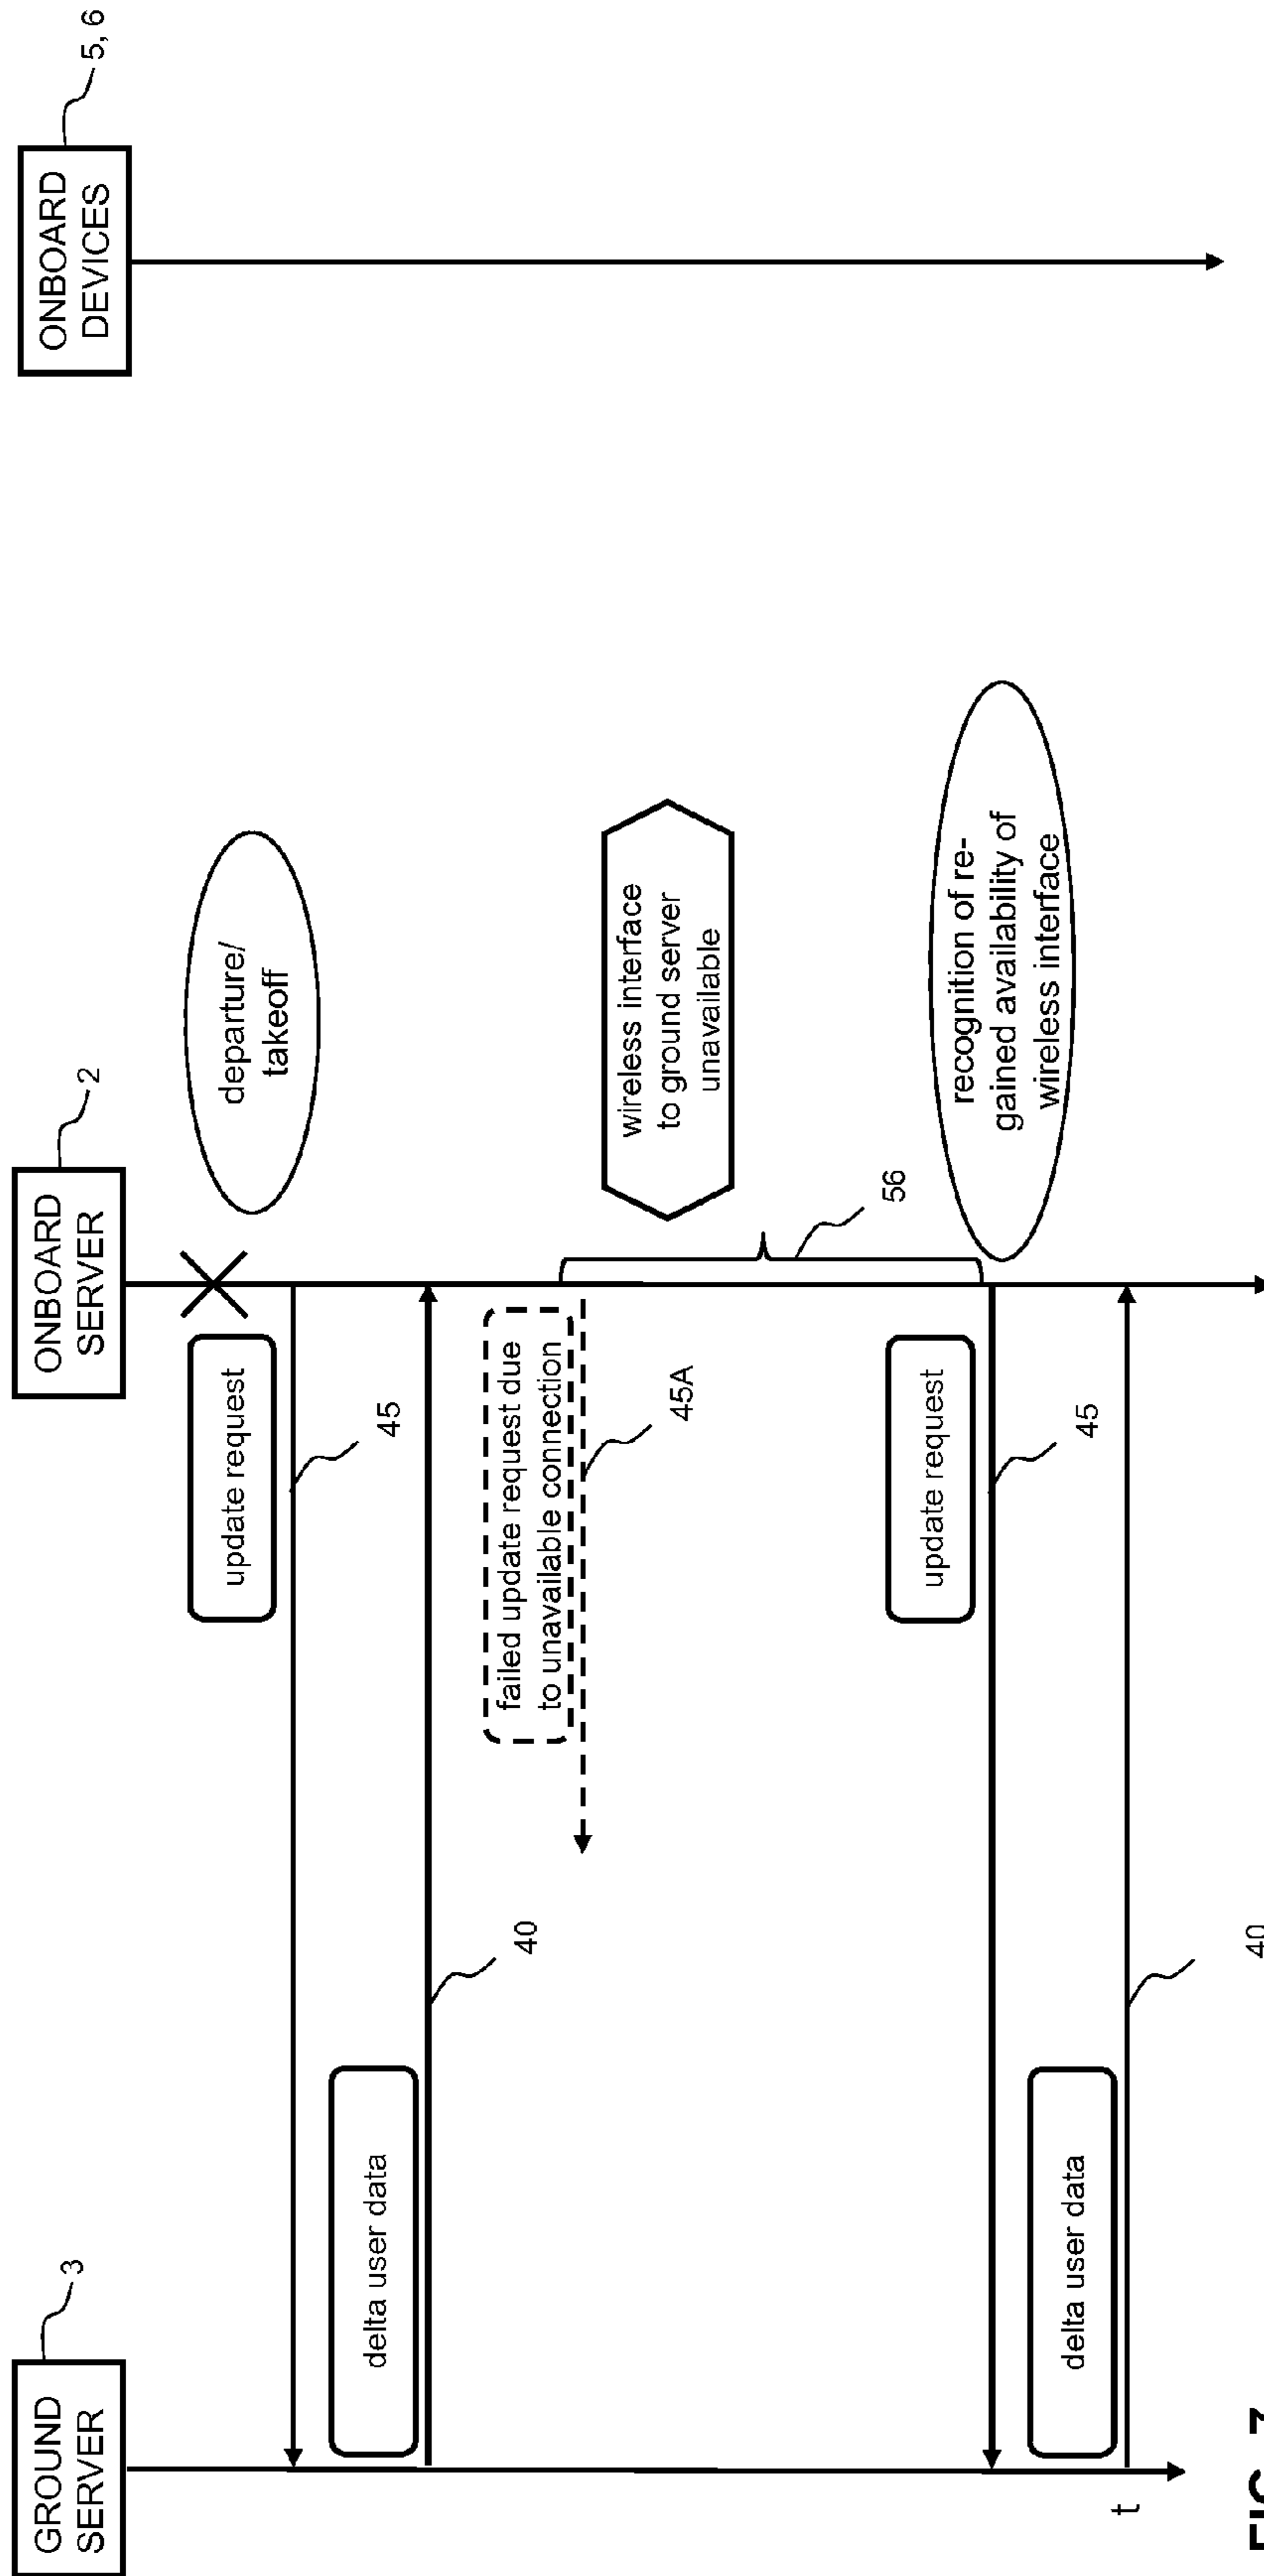 GROUND
SERVER
3
ONBOARD
SERVER
2
ONBOARD
DEVICES
5, 6
departure/
takeoff
update request
45
delta user data
40
failed update request due
to unavailable connection
45A
wireless interface
to ground server
unavailable
56
recognition of re-
gained availability of
wireless interface
update request
45
delta user data
40
t
FIG. 7